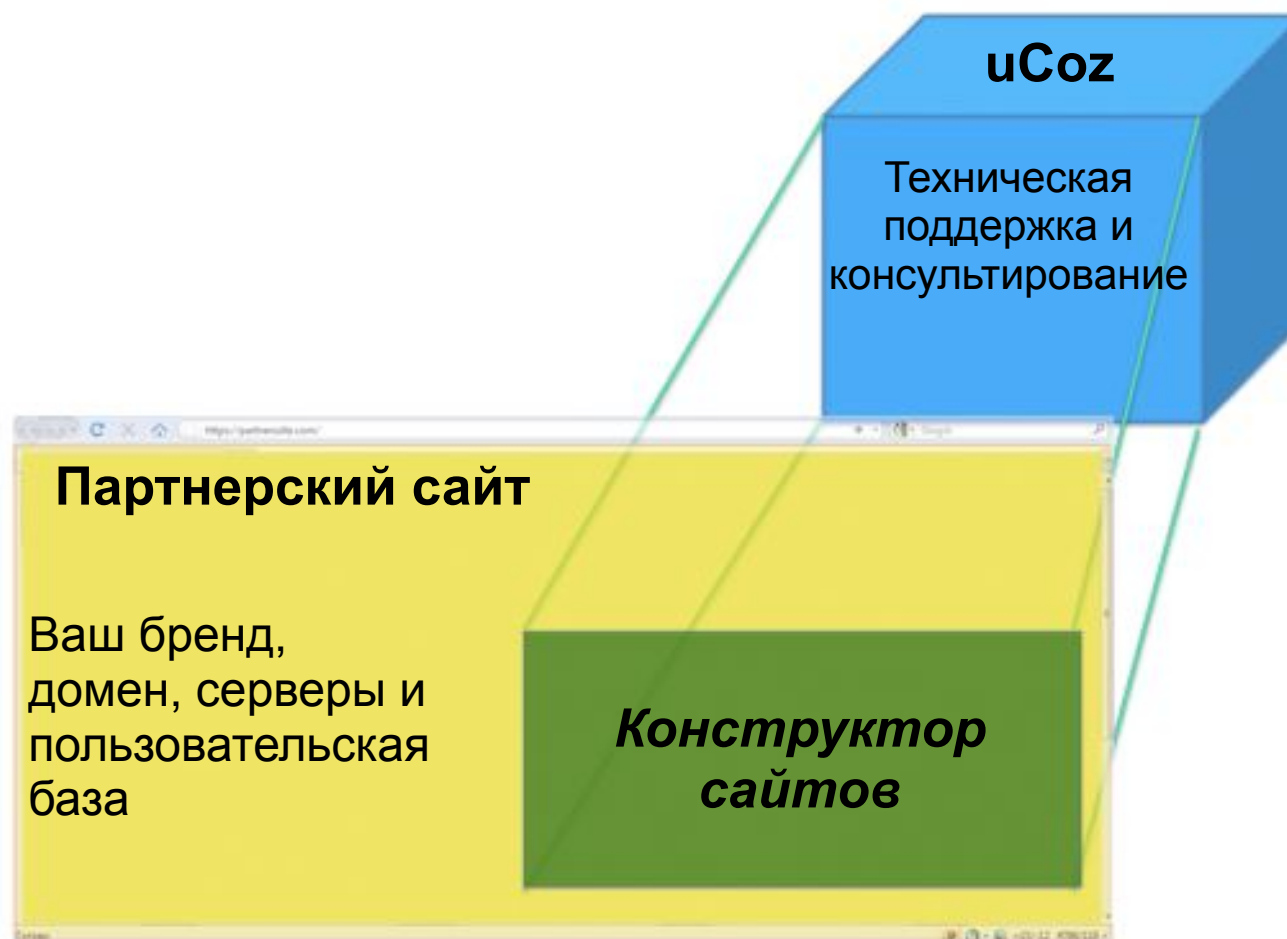 uCoz
Техническая
поддержка и
консультирование
Партнерский сайт
Ваш бренд,
домен, серверы и
пользовательская
база
Конструктор
сайтов